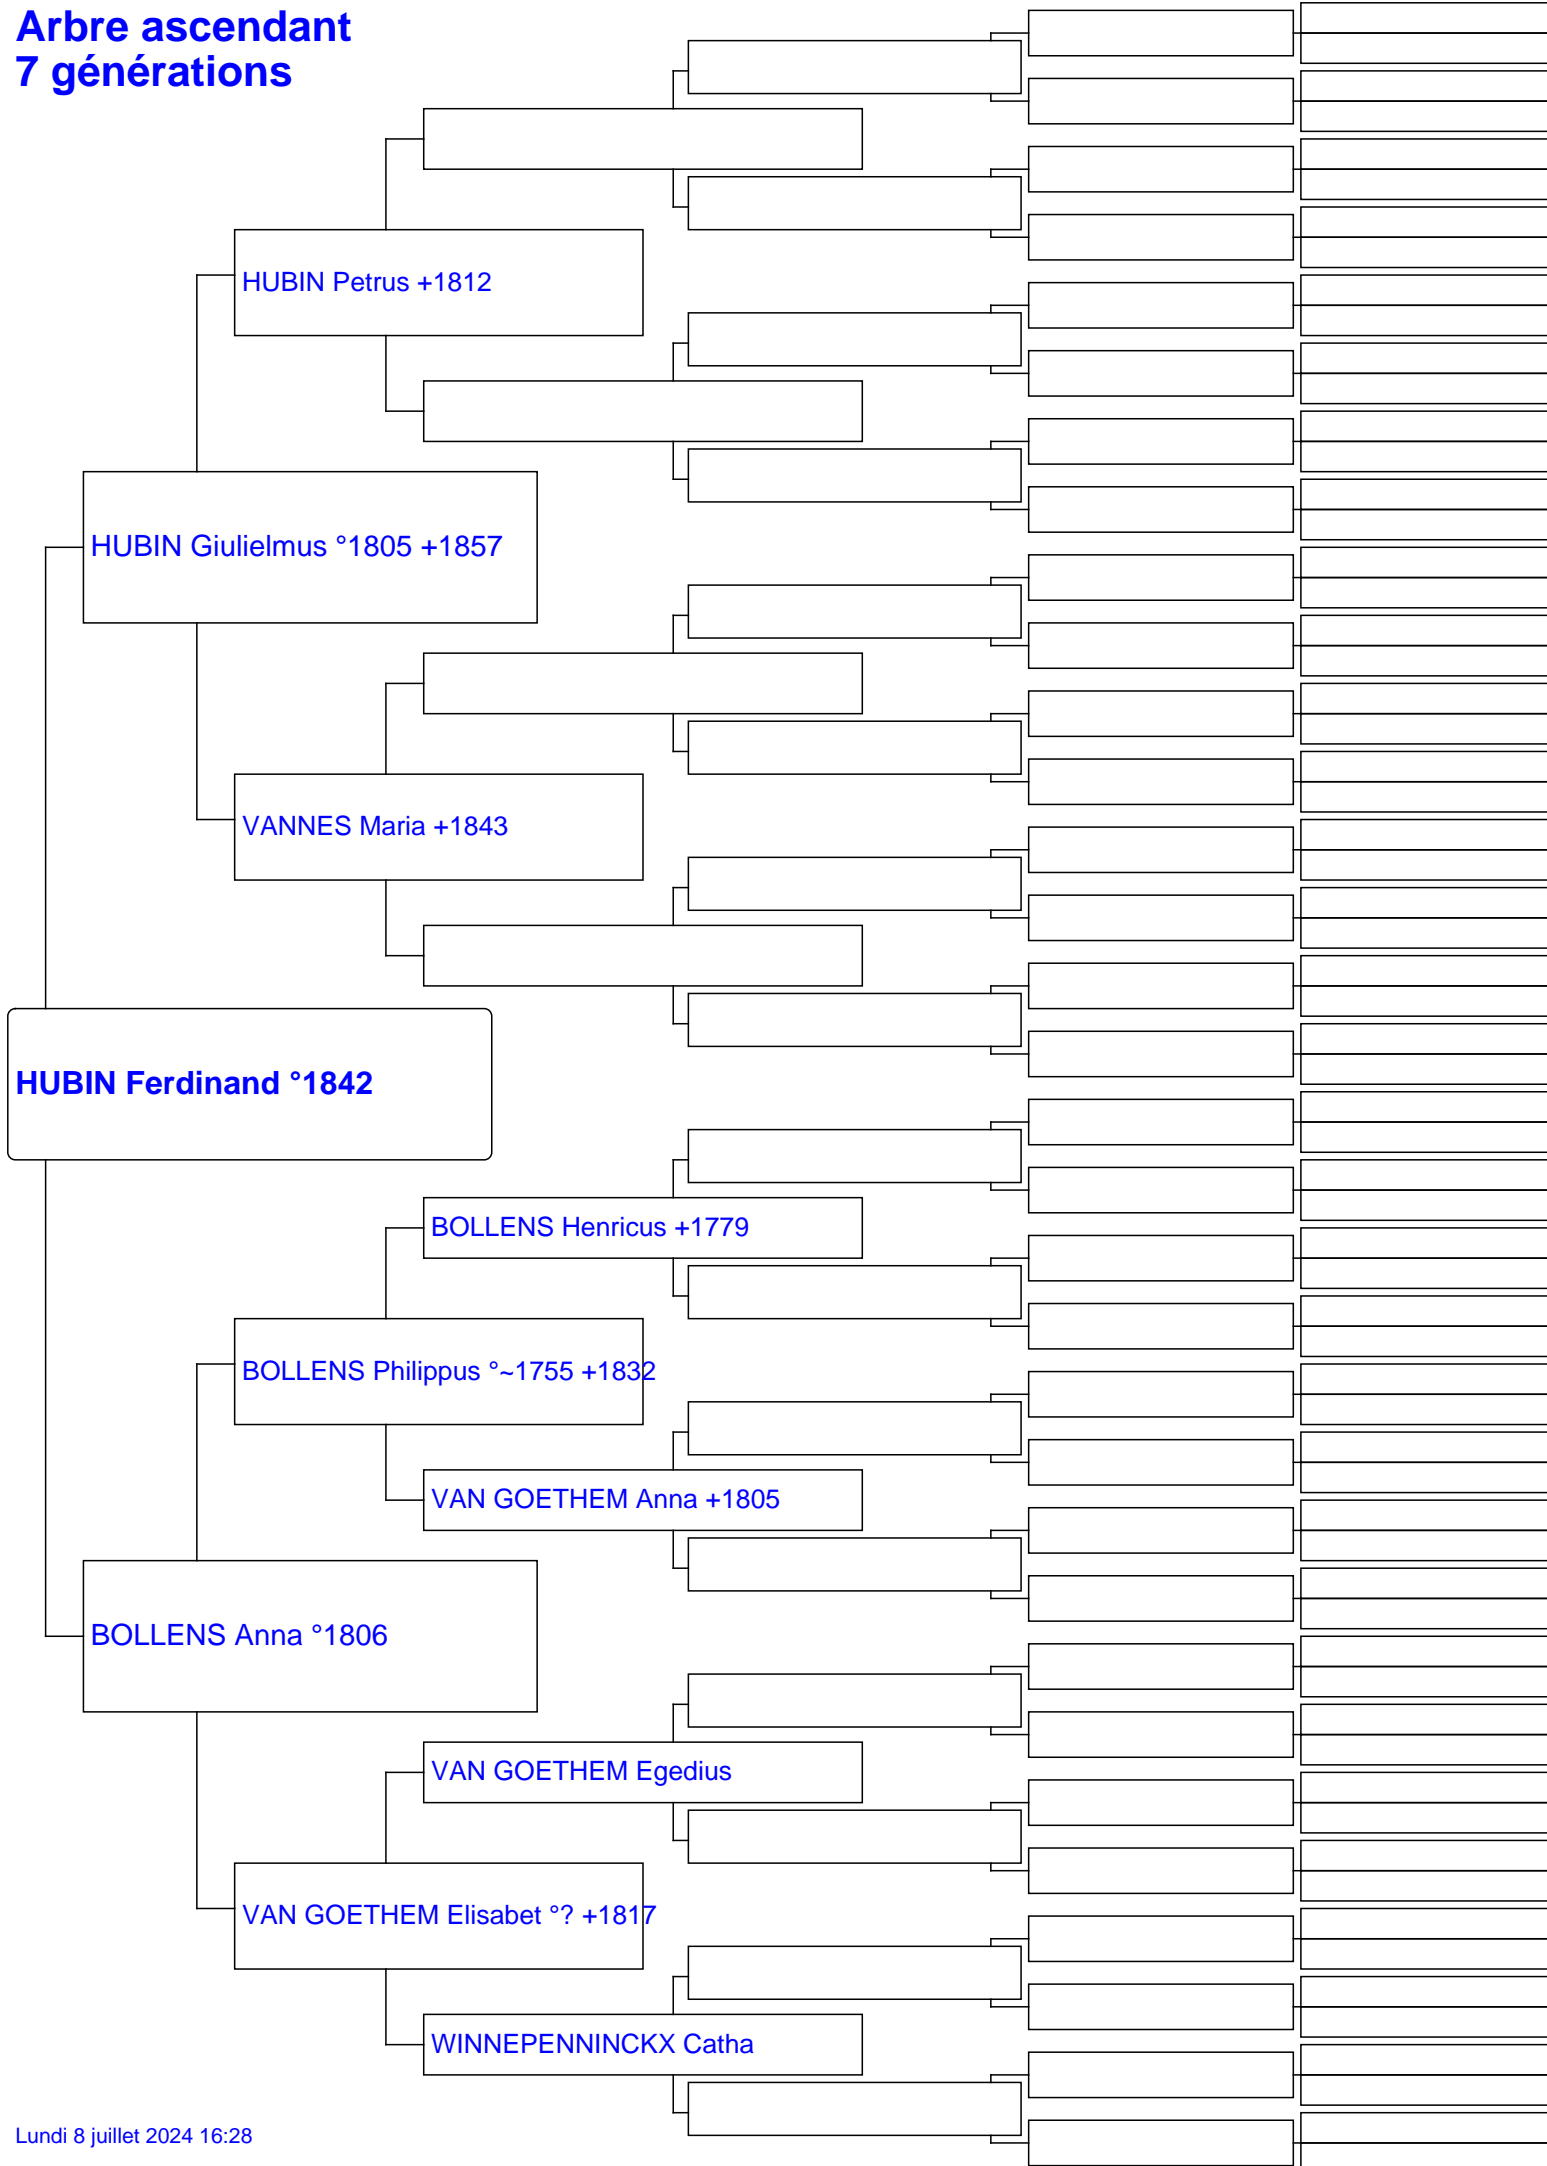 Arbre ascendant
7 générations
HUBIN Petrus +1812
HUBIN Giulielmus °1805 +1857
VANNES Maria +1843
HUBIN Ferdinand °1842
BOLLENS Henricus +1779
BOLLENS Philippus °~1755 +1832
VAN GOETHEM Anna +1805
BOLLENS Anna °1806
VAN GOETHEM Egedius
VAN GOETHEM Elisabet °? +1817
WINNEPENNINCKX Catha
Lundi 8 juillet 2024 16:28